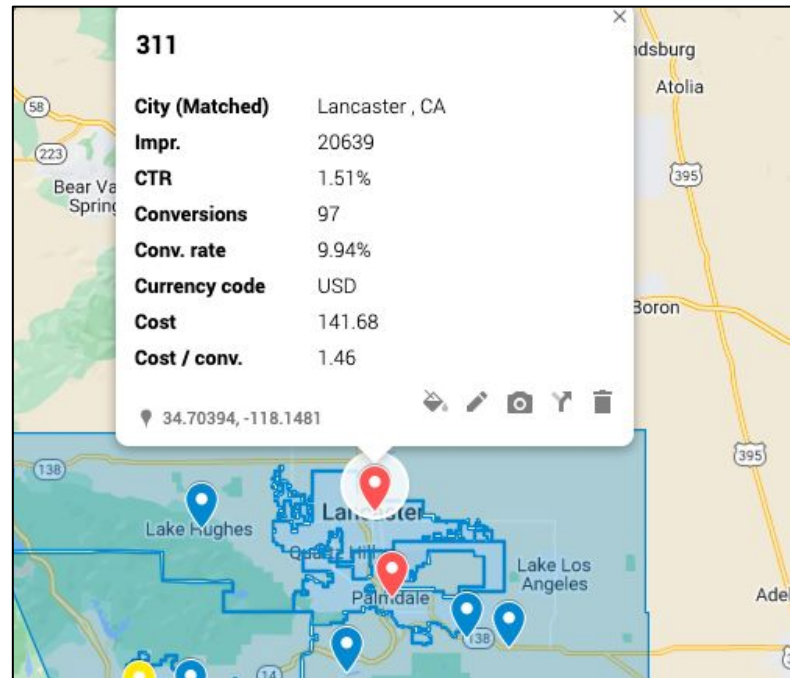 311
City (Matched) Lancaster , CA
Impr. 20639
CTR 1.51%
Conversions 97
Conv. rate 9.94%
Currency code USD
Cost 141.68
Cost / conv. 1.46
34.70394, -118.1481
ndsburg
Atolia
58
223
395
Bear Va
Spring
Boron
395
138
Lake Hughes
Lancaster
Quartz Hill
Lake Los
Angeles
Palmdale
Adel
138
14